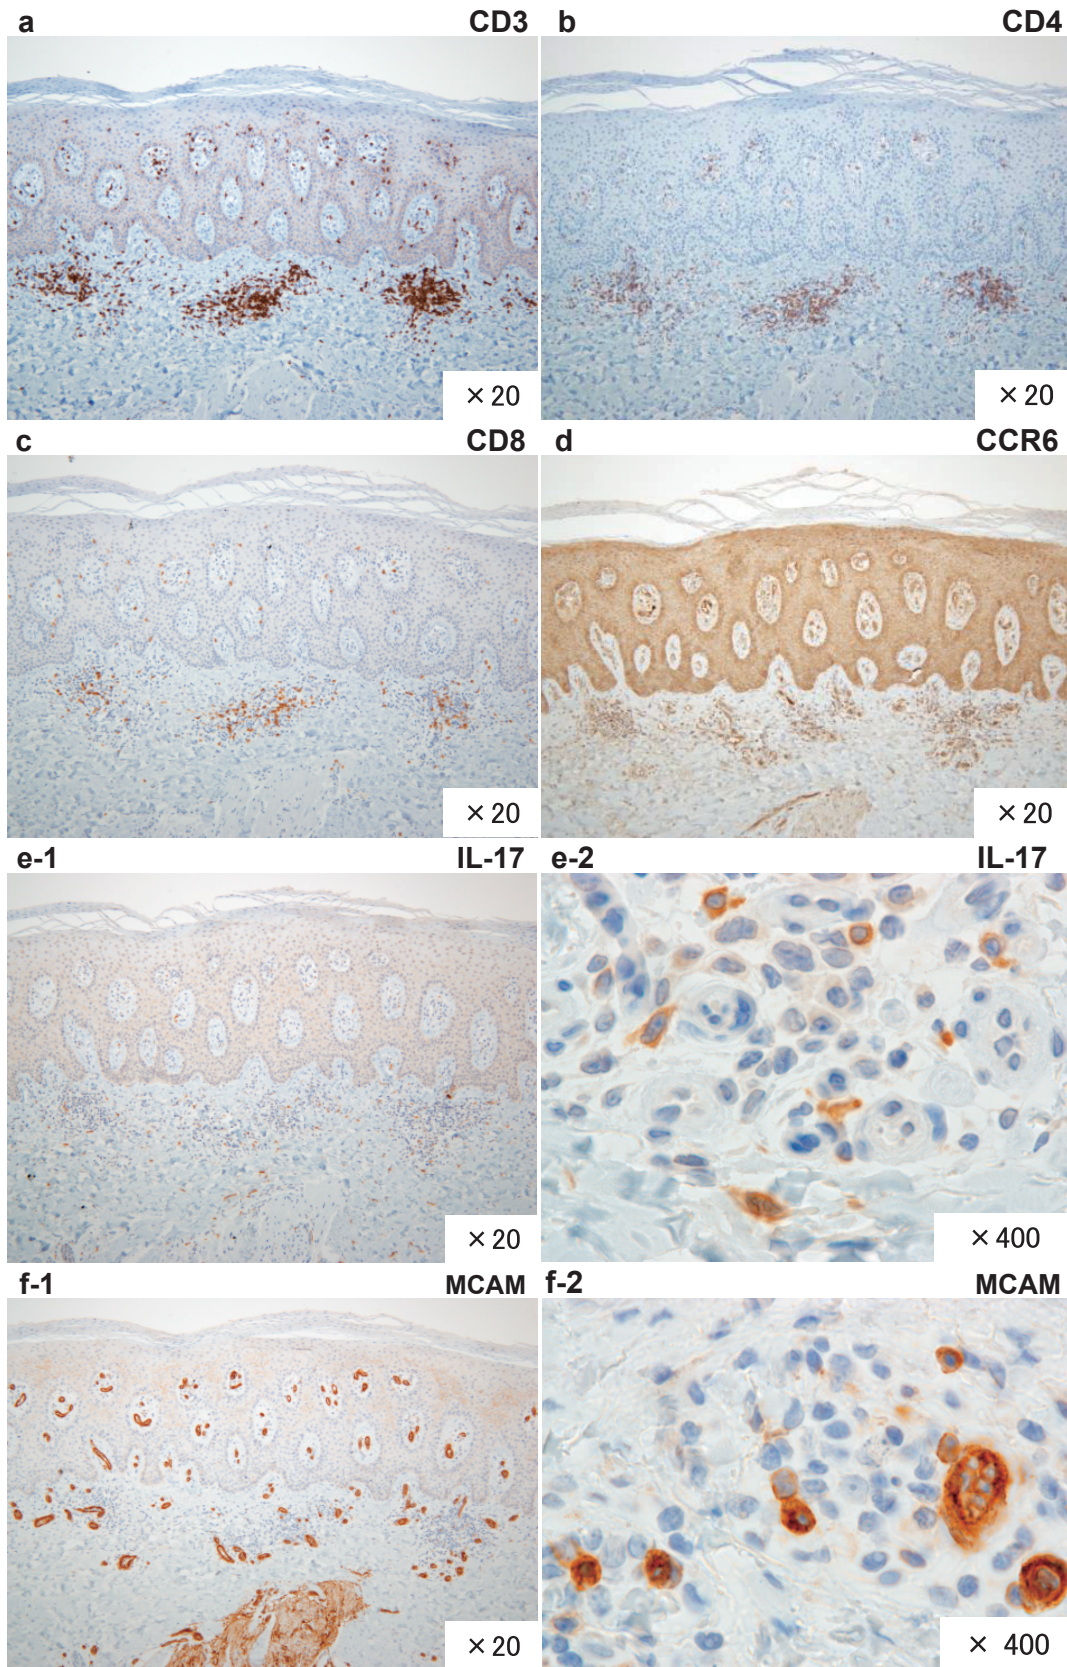 a CD3
b CD4
× 20
× 20
c CD8
d CCR6
× 20
× 20
e-1 IL-17
e-2 IL-17
× 20
× 400
f-1 MCAM
f-2 MCAM
× 20
× 400